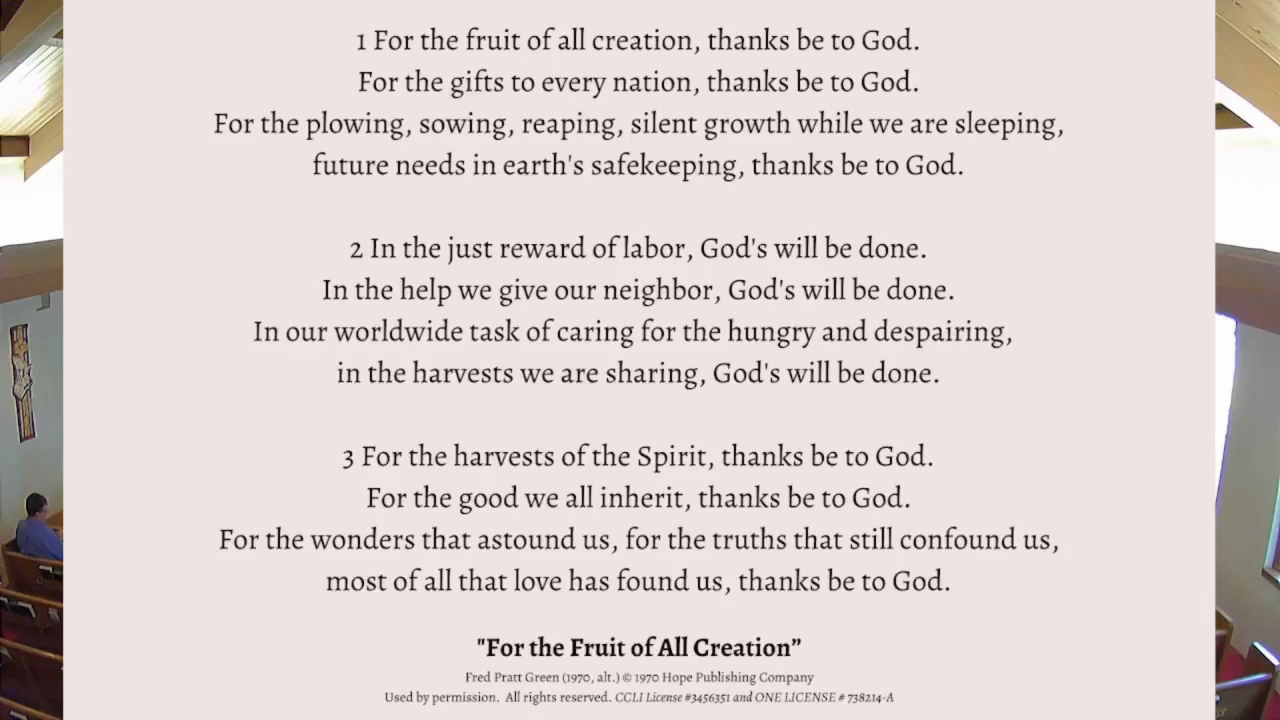 1 For the fruit of all creation, thanks be to God.
For the gifts to every nation, thanks be to God.
For the plowing, sowing, reaping, silent growth while we are sleeping,
future needs in earth's safekeeping, thanks be to God.
2 In the just reward of labor, God's will be done.
In the help we give our neighbor, God's will be done.
In our worldwide task of caring for the hungry and despairing,
in the harvests we are sharing, God's will be done.
3 For the harvests of the Spirit, thanks be to God.
For the good we all inherit, thanks be to God.
For the wonders that astound us, for the truths that still confound us,
most of all that love has found us, thanks be to God.
"For the Fruit of All Creation”
Fred Pratt Green (1970, alt.) © 1970 Hope Publishing Company
Used by permission. All rights reserved. CCLI License #3456351 and ONE LICENSE # 738214-A